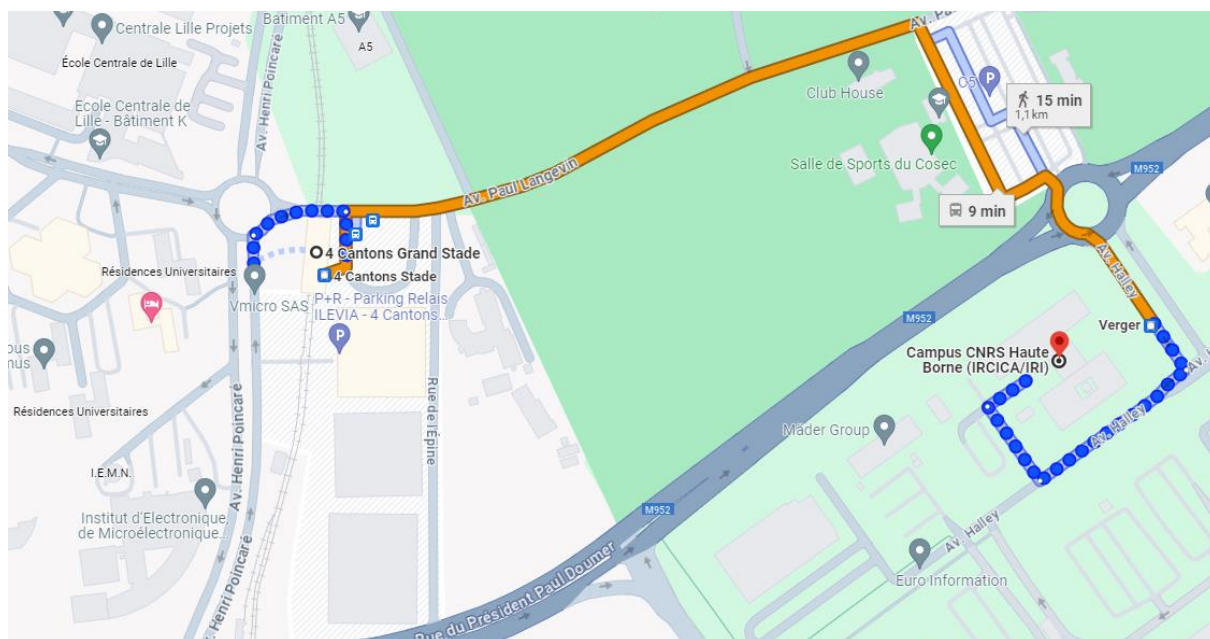 Centrale Lille Projets
École Centrale de Lille
Ecole Centrale de
Lille - Bâtiment K
Av. Henri Poincaré
Bâtiment A5
A5
Av. Paul Langevin
Club House
C5
P
15 min
1,1 km
Salle de Sports du Cosec
9 min
M952
4 Cantons Grand Stade
4 Cantons Stade
Résidences Universitaires
Vmicro SAS
P+R - Parking Relais
ILEVIA - 4 Cantons...
P
Av. Halley
Verger
M952
Campus CNRS Haute
Borne (IRCICA/IRI)
Résidences Universitaires
Rue de l'Épine
Mäder Group
Av. Halley
I.E.M.N.
Av. Henri Poincaré
Institut d'Electronique,
de Microélectronique...
M952
Av. Halley
Euro Information
Rue du Président Paul Doumer
Av. Henri Poincaré